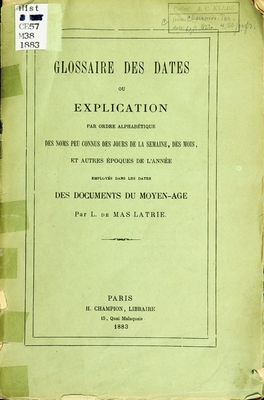 Hist
CE57
M38
1883
GLOSSAIRE DES DATES
OU
EXPLICATION
PAR ORDRE ALPHABÉTIQUE
DES NOMS PEU CONNUS DES JOURS DE LA SEMAINE, DES MOIS,
ET AUTRES ÉPOQUES DE L'ANNÉE
EMPLOYÉS DANS LES DATES
DES DOCUMENTS DU MOYEN-AGE
Par L. DE MAS LATRIE.
PARIS
H. CHAMPION, LIBRAIRE
15, Quai Malaquais
1883